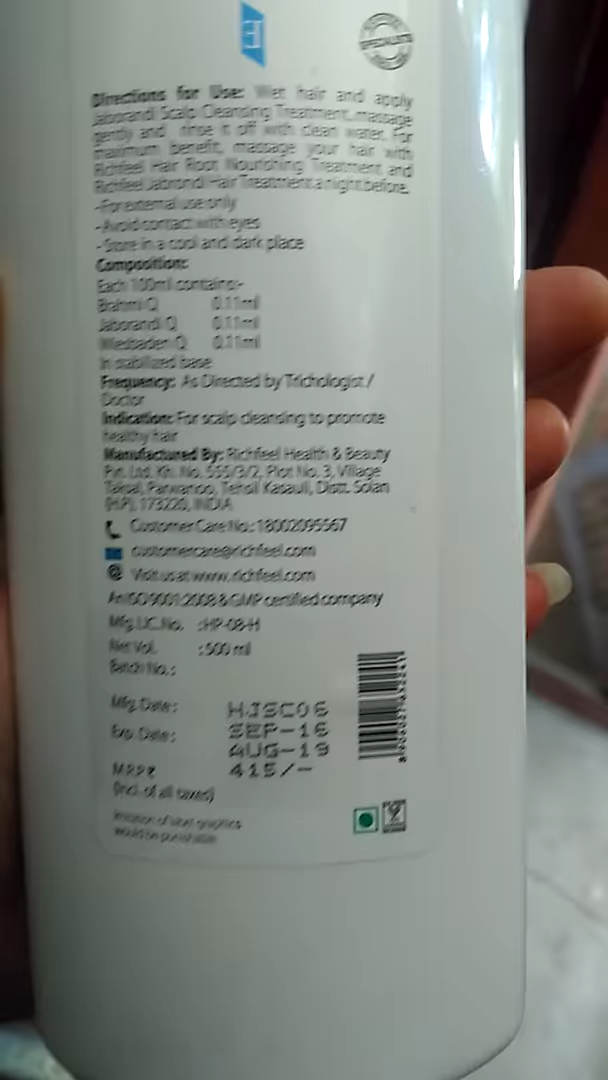 SPECIALISTS
Directions for Use: Wet hair and apply
Jaborandi Scalp Cleansing Treatment, massage
gently and rinse it off with clean water. For
maximum benefit, massage your hair with
Richfeel Hair Root Nourishing Treatment and
Richfeel Jabrondi Hair Treatment a night before.
-For external use only
-Avoid contact with eyes
-Store in a cool and dark place
Composition:
Each 100ml contains:-
Brahmi Q 0.11ml
Jaborandi Q 0.11ml
Wiesbaden Q 0.11ml
In stabilized base
Frequency: As Directed by Trichologist /
Doctor
Indication: For scalp cleansing to promote
healthy hair
Manufactured By: Richfeel Health & Beauty
Pvt. Ltd. Kh. No. 555/3/2, Plot No. 3, Village
Taksal, Parwanoo, Tehsil Kasauli, Distt. Solan
(H.P.), 173220, INDIA
Customer Care No.: 18002095567
customercare@richfeel.com
Visit us at www.richfeel.com
An ISO 9001:2008 & GMP certified company
Mfg. LIC. No. : HP-08-H
Net Vol. : 500 ml
Batch No.: HJSC06
Mfg. Date: SEP-16
Exp. Date: AUG-19
M.R.P ₹ 415/-
(Incl. of all taxes)
Imitation of label graphics
would be punishable